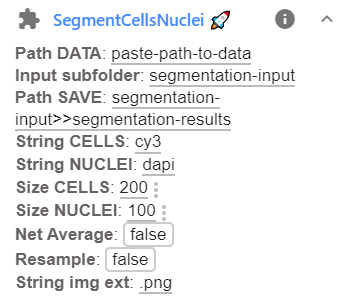 SegmentCellsNuclei 🚀
Path DATA: paste-path-to-data
Input subfolder: segmentation-input
Path SAVE: segmentation-
input>>segmentation-results
String CELLS: cy3
String NUCLEI: dapi
Size CELLS: 200
Size NUCLEI: 100
Net Average: false
Resample: false
String img ext: .png